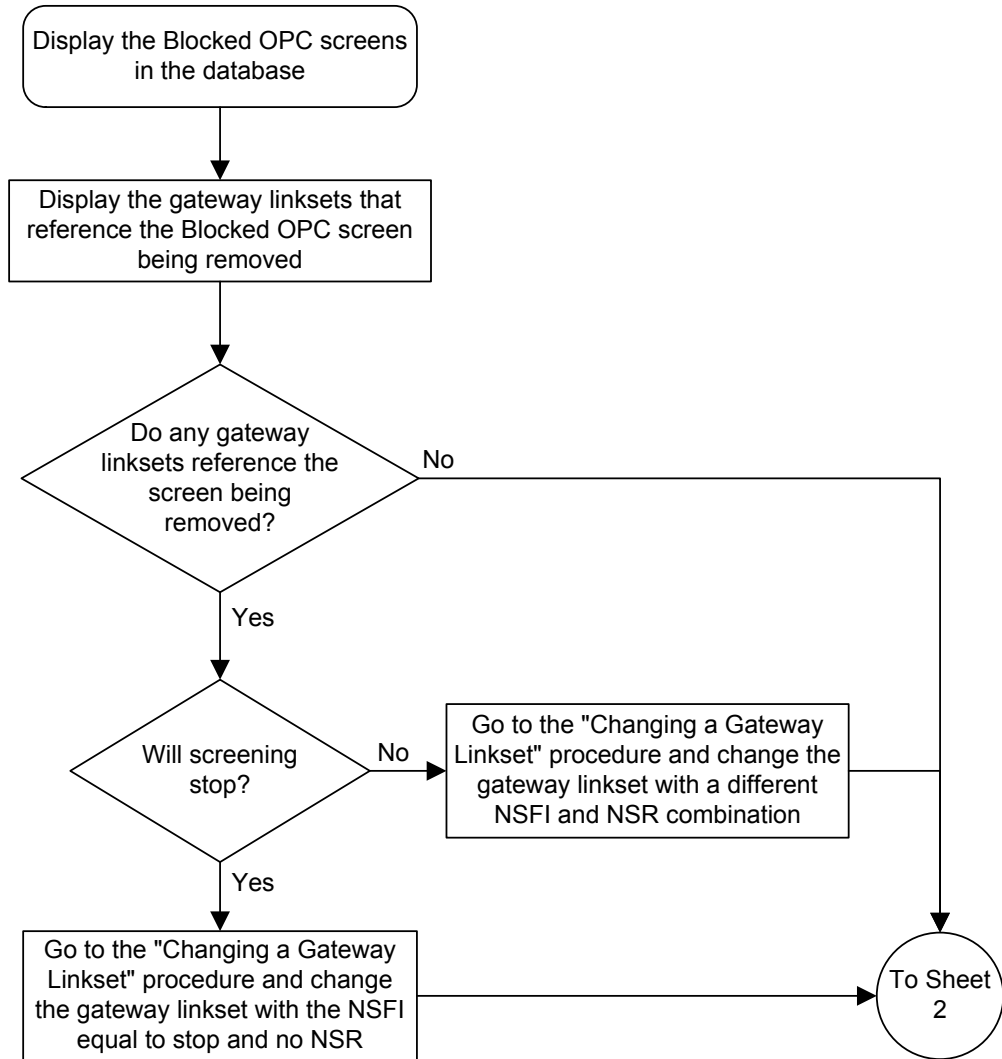 Display the Blocked OPC screens
in the database
Display the gateway linksets that
reference the Blocked OPC screen
being removed
Do any gateway
linksets reference the
screen being
removed?
No
Yes
Will screening
stop?
No
Go to the "Changing a Gateway
Linkset" procedure and change the
gateway linkset with a different
NSFI and NSR combination
Yes
Go to the "Changing a Gateway
Linkset" procedure and change
the gateway linkset with the NSFI
equal to stop and no NSR
To Sheet
2